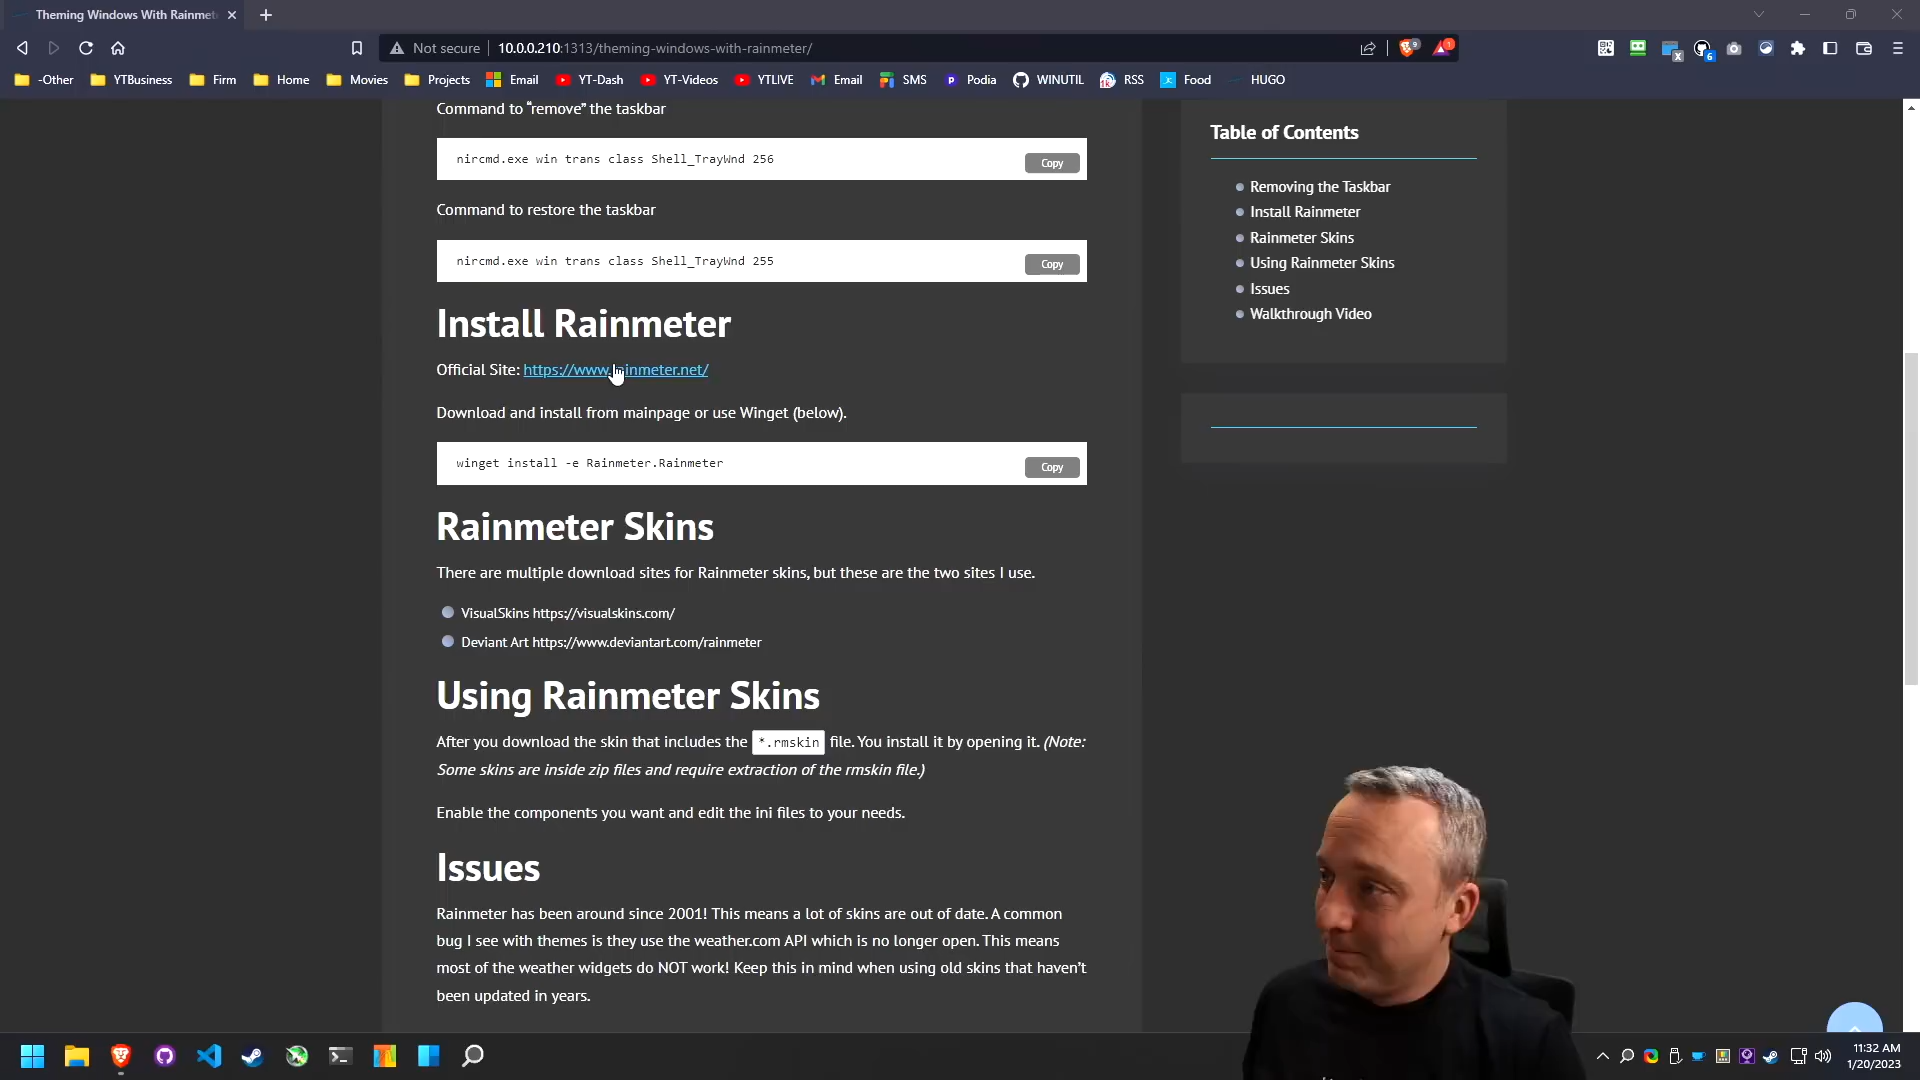 Theming Windows With Rainmet
Not secure
10.0.0.210:1313/theming-windows-with-rainmeter/
9
1
X
6
-Other
YTBusiness
Firm
Home
Movies
Projects
Email
YT-Dash
YT-Videos
YTLIVE
Email
SMS
Podia
WINUTIL
RSS
Food
HUGO
Command to “remove” the taskbar
nircmd.exe win trans class Shell_TrayWnd 256
Copy
Command to restore the taskbar
nircmd.exe win trans class Shell_TrayWnd 255
Copy
Install Rainmeter
Official Site: https://www.rainmeter.net/
Download and install from mainpage or use Winget (below).
winget install -e Rainmeter.Rainmeter
Copy
Rainmeter Skins
There are multiple download sites for Rainmeter skins, but these are the two sites I use.
VisualSkins https://visualskins.com/
Deviant Art https://www.deviantart.com/rainmeter
Using Rainmeter Skins
After you download the skin that includes the *.rmskin file. You install it by opening it. (Note:
Some skins are inside zip files and require extraction of the rmskin file.)
Enable the components you want and edit the ini files to your needs.
Issues
Rainmeter has been around since 2001! This means a lot of skins are out of date. A common
bug I see with themes is they use the weather.com API which is no longer open. This means
most of the weather widgets do NOT work! Keep this in mind when using old skins that haven’t
been updated in years.
Table of Contents
Removing the Taskbar
Install Rainmeter
Rainmeter Skins
Using Rainmeter Skins
Issues
Walkthrough Video
11:32 AM
1/20/2023